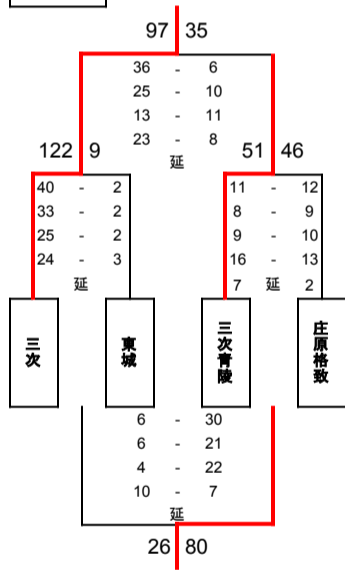 97 35
36 - 6
25 - 10
13 - 11
23 - 8
延
122 9
51 46
40 - 2
33 - 2
25 - 2
24 - 3
延
11 - 12
8 - 9
9 - 10
16 - 13
7 延 2
三次
東城
三次青陵
庄原格致
6 - 30
6 - 21
4 - 22
10 - 7
延
26 80